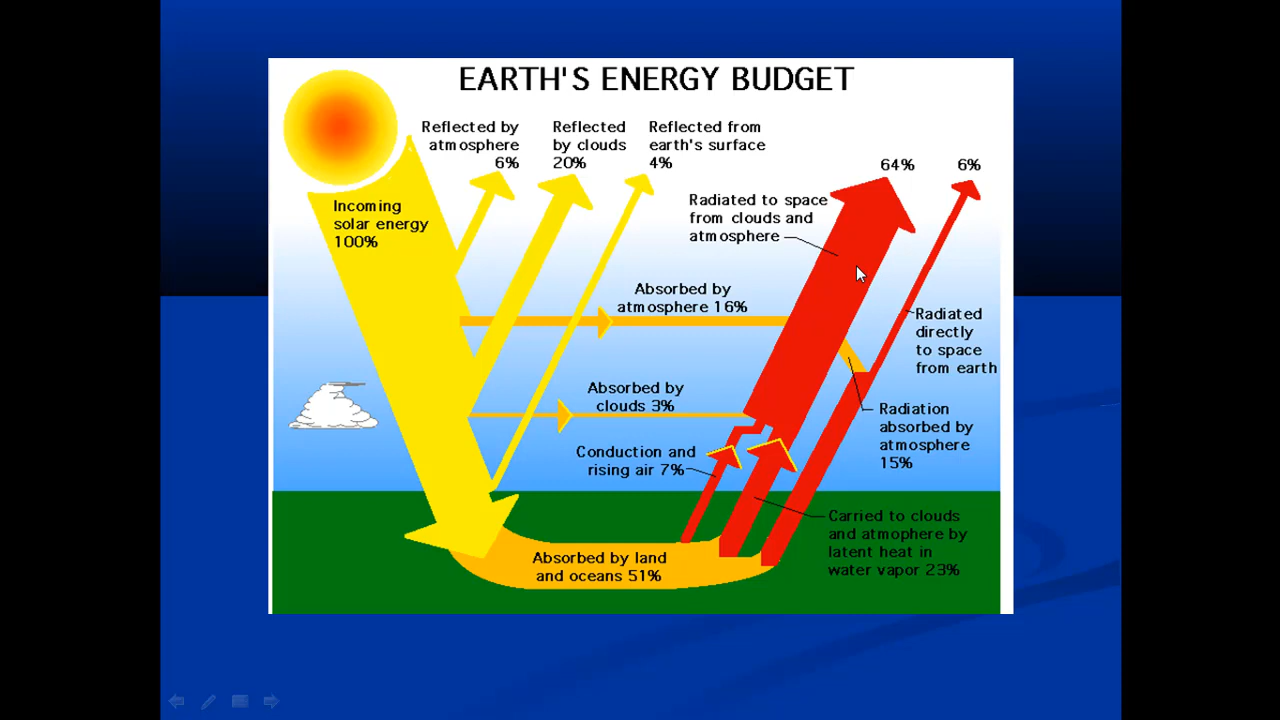 EARTH'S ENERGY BUDGET
Reflected by
atmosphere
6%
Reflected
by clouds
20%
Reflected from
earth's surface
4%
64%
6%
Incoming
solar energy
100%
Radiated to space
from clouds and
atmosphere
Absorbed by
atmosphere 16%
Radiated
directly
to space
from earth
Absorbed by
clouds 3%
Radiation
absorbed by
atmosphere
15%
Conduction and
rising air 7%
Carried to clouds
and atmophere by
latent heat in
water vapor 23%
Absorbed by land
and oceans 51%